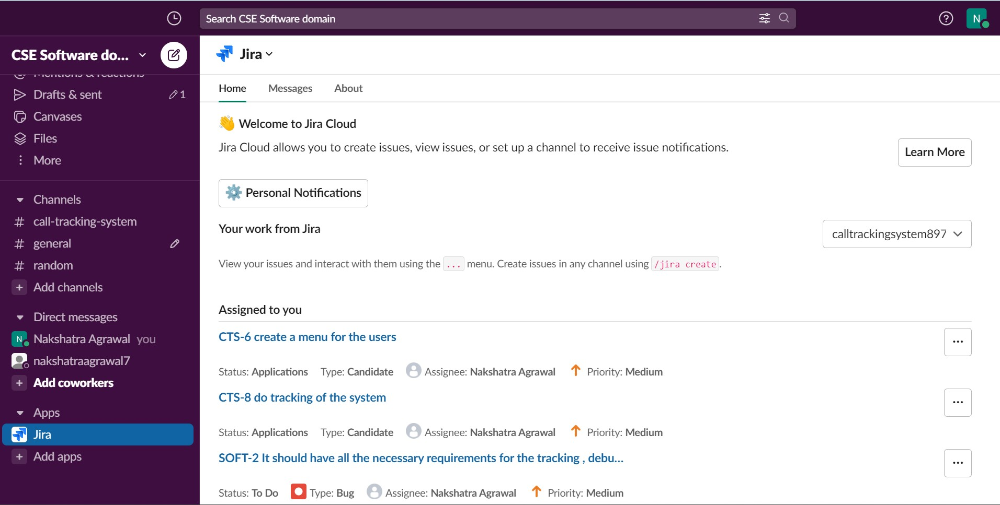 Search CSE Software domain
N
CSE Software do...
Mentions & reactions
Drafts & sent
1
Canvases
Files
More
Channels
# call-tracking-system
# general
# random
+ Add channels
Direct messages
N Nakshatra Agrawal you
nakshatraagrawal7
+ Add coworkers
Apps
Jira
+ Add apps
Jira
Home Messages About
Welcome to Jira Cloud
Jira Cloud allows you to create issues, view issues, or set up a channel to receive issue notifications.
Learn More
Personal Notifications
Your work from Jira
calltrackingsystem897
View your issues and interact with them using the ... menu. Create issues in any channel using /jira create.
Assigned to you
CTS-6 create a menu for the users
...
Status: Applications Type: Candidate Assignee: Nakshatra Agrawal Priority: Medium
CTS-8 do tracking of the system
...
Status: Applications Type: Candidate Assignee: Nakshatra Agrawal Priority: Medium
SOFT-2 It should have all the necessary requirements for the tracking , debu...
...
Status: To Do Type: Bug Assignee: Nakshatra Agrawal Priority: Medium